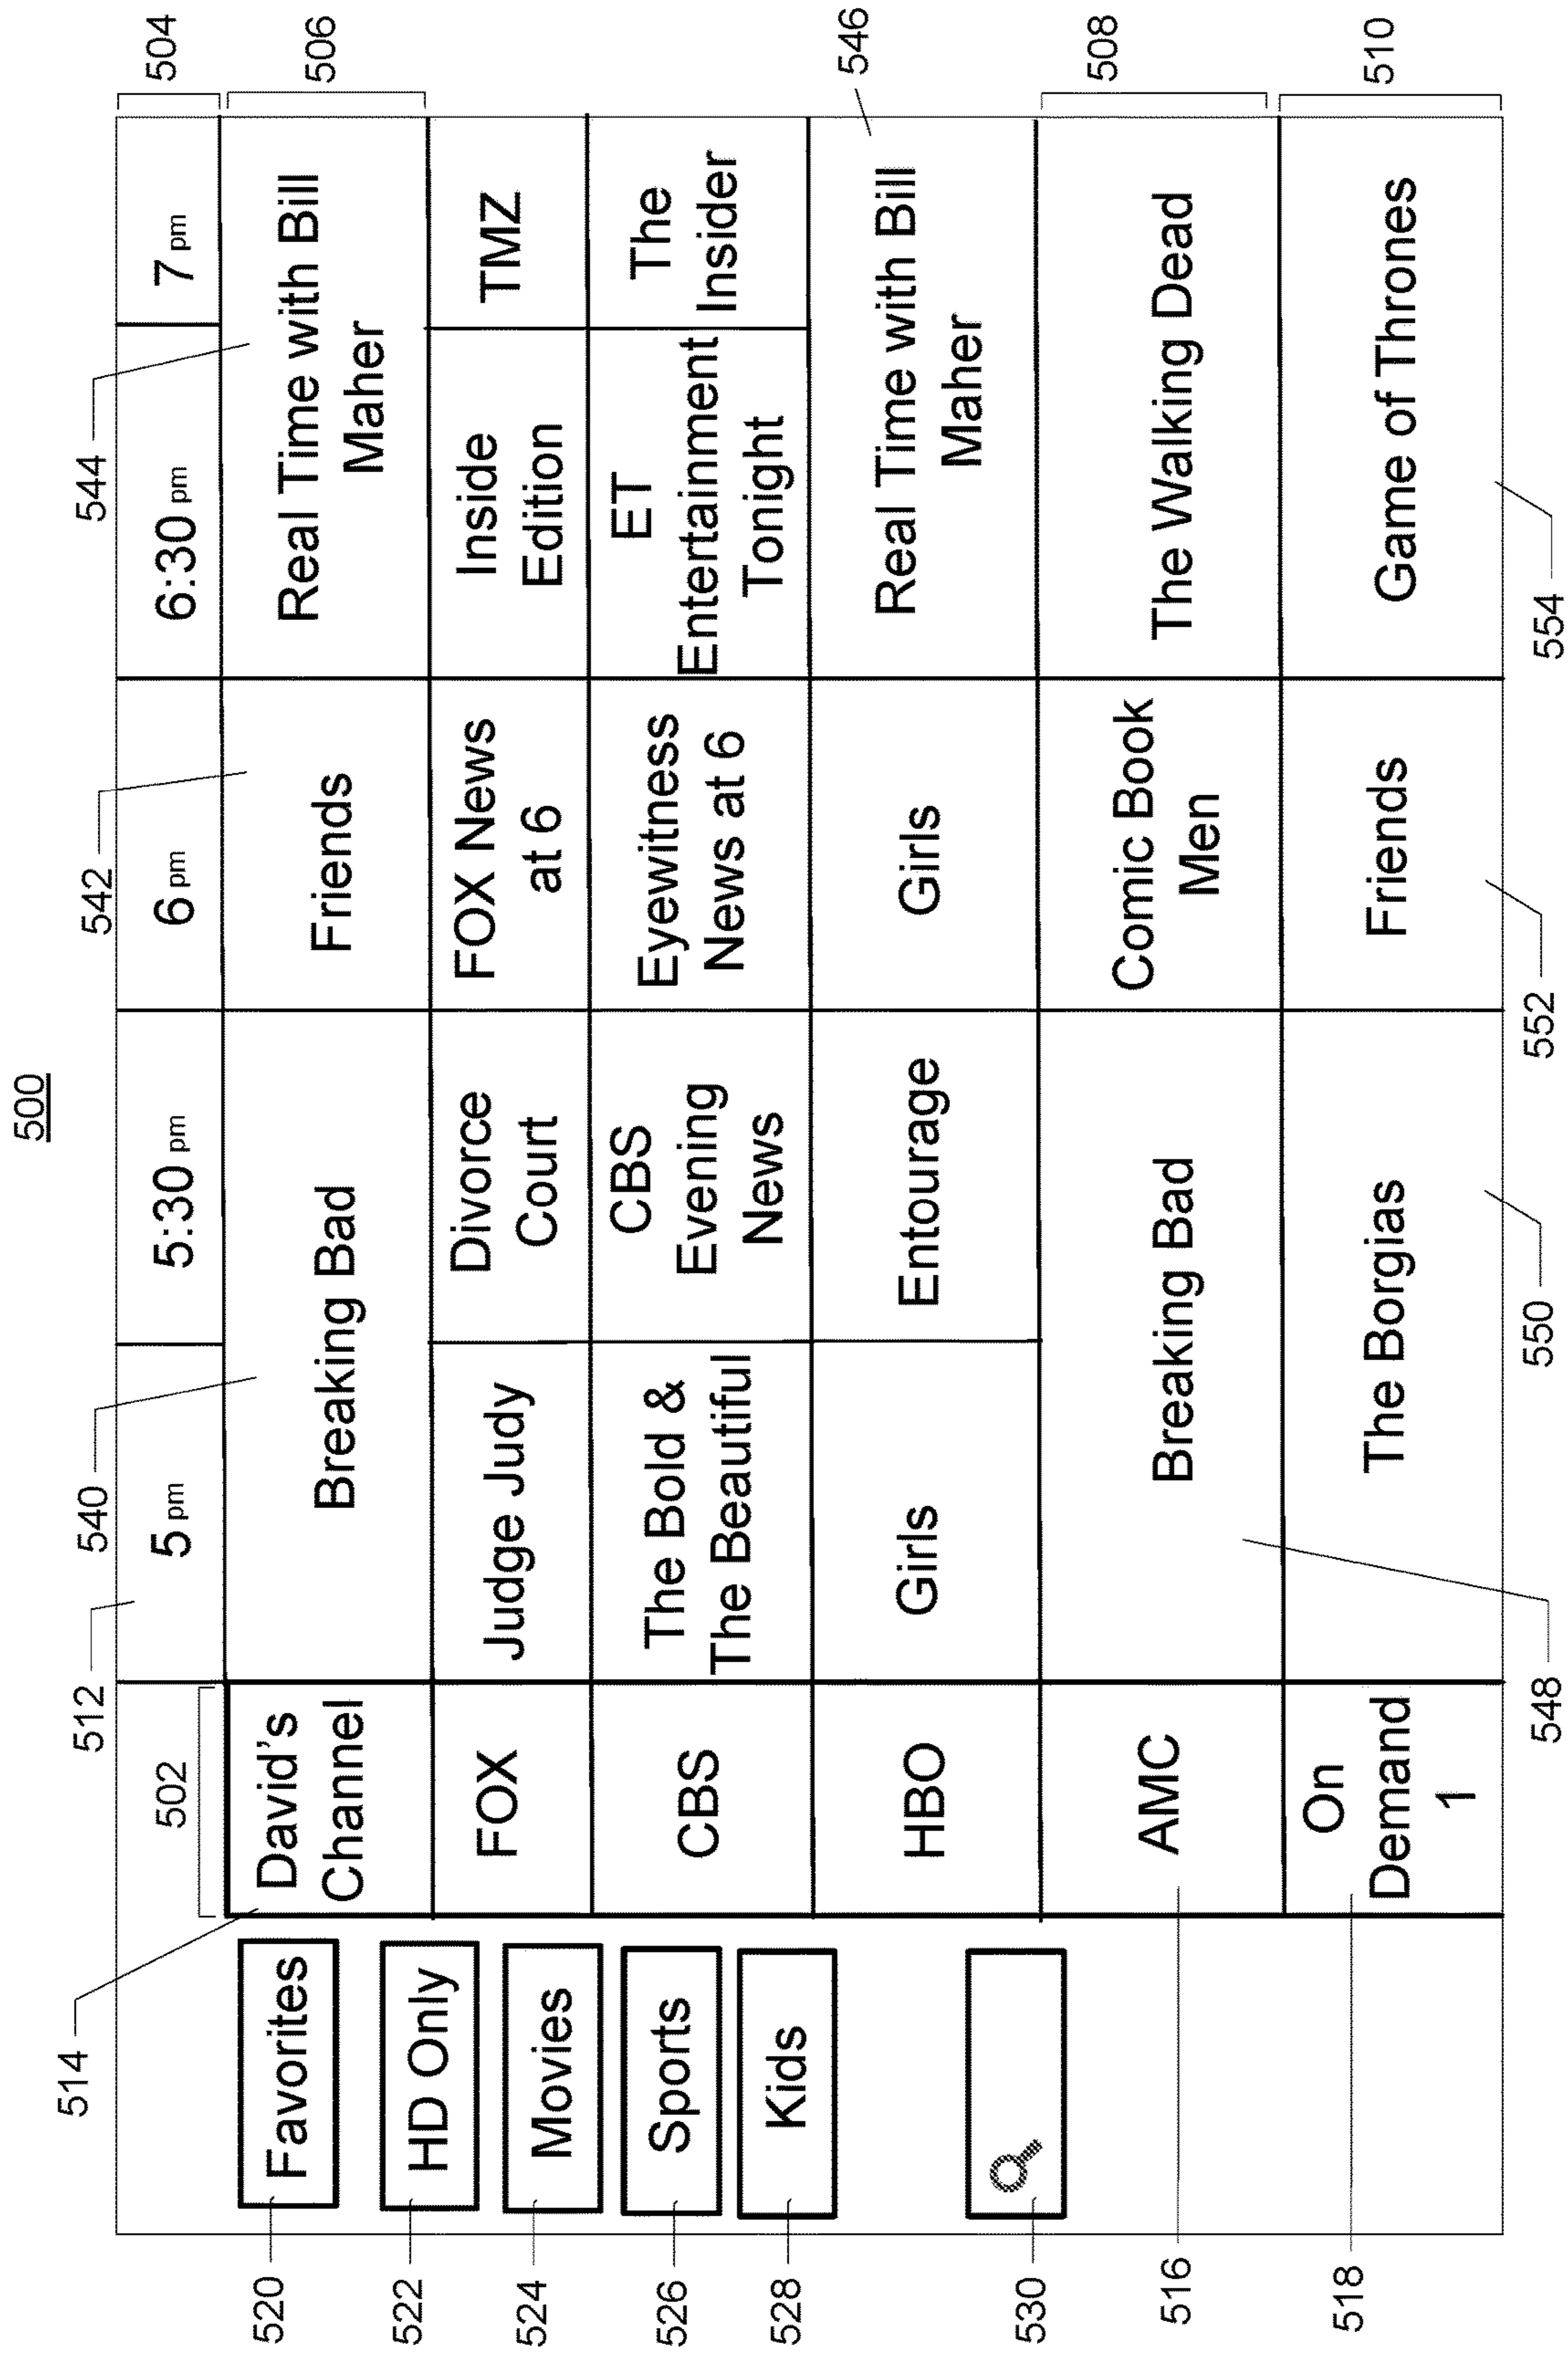 500
512
540
542
544
514
502
5 pm
5:30 pm
6 pm
6:30 pm
7 pm
504
520
Favorites
David's
Channel
Breaking Bad
Friends
Real Time with Bill
Maher
506
522
HD Only
FOX
Judge Judy
Divorce
Court
FOX News
at 6
Inside
Edition
TMZ
524
Movies
526
Sports
CBS
The Bold &
The Beautiful
CBS
Evening
News
Eyewitness
News at 6
ET
Entertainment
Tonight
The
Insider
528
Kids
HBO
Girls
Entourage
Girls
Real Time with Bill
Maher
546
530
516
AMC
Breaking Bad
Comic Book
Men
The Walking Dead
508
518
On
Demand
1
The Borgias
Friends
Game of Thrones
510
548
550
552
554